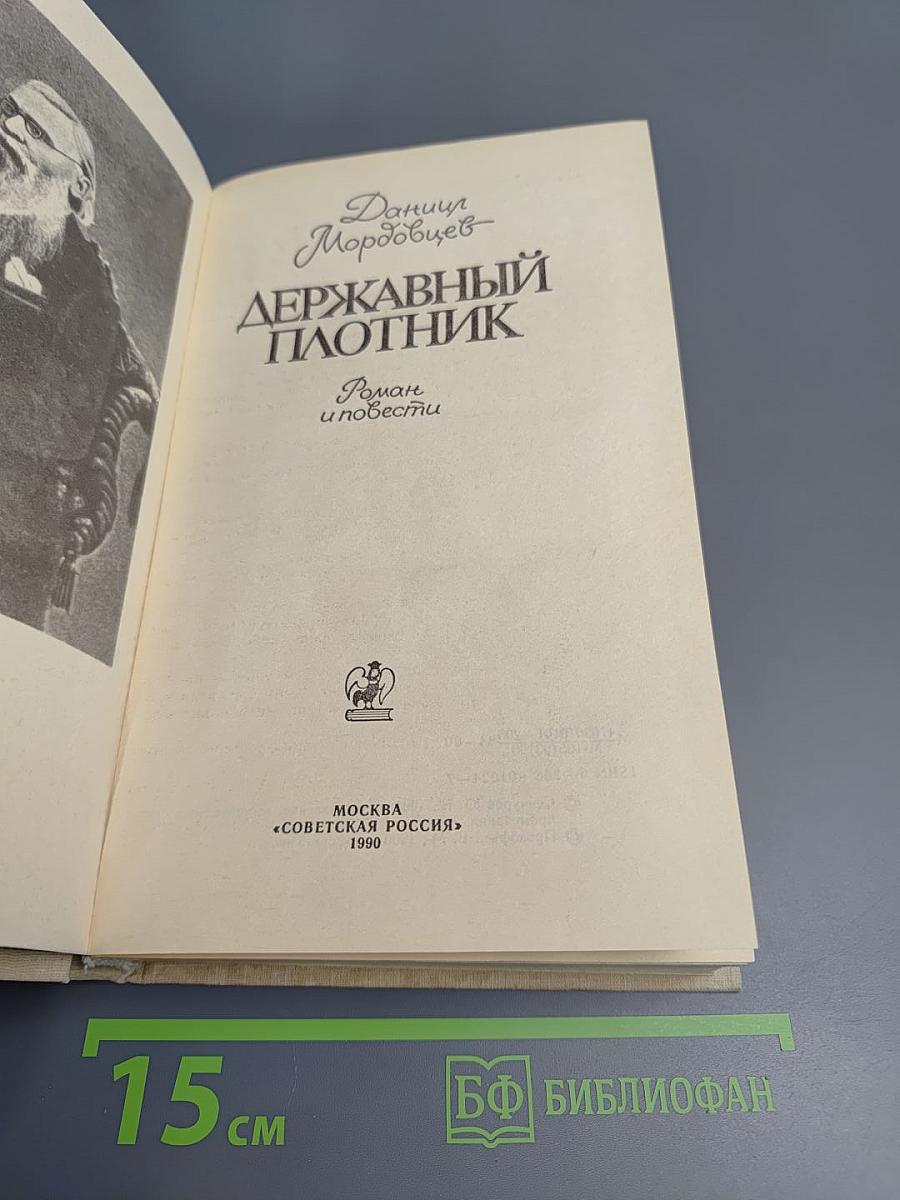 Даниил
Мордовцев
ДЕРЖАВНЫЙ
ПЛОТНИК
Роман
и повести
МОСКВА
«СОВЕТСКАЯ РОССИЯ»
1990
15 см
БФ БИБЛИОФАН